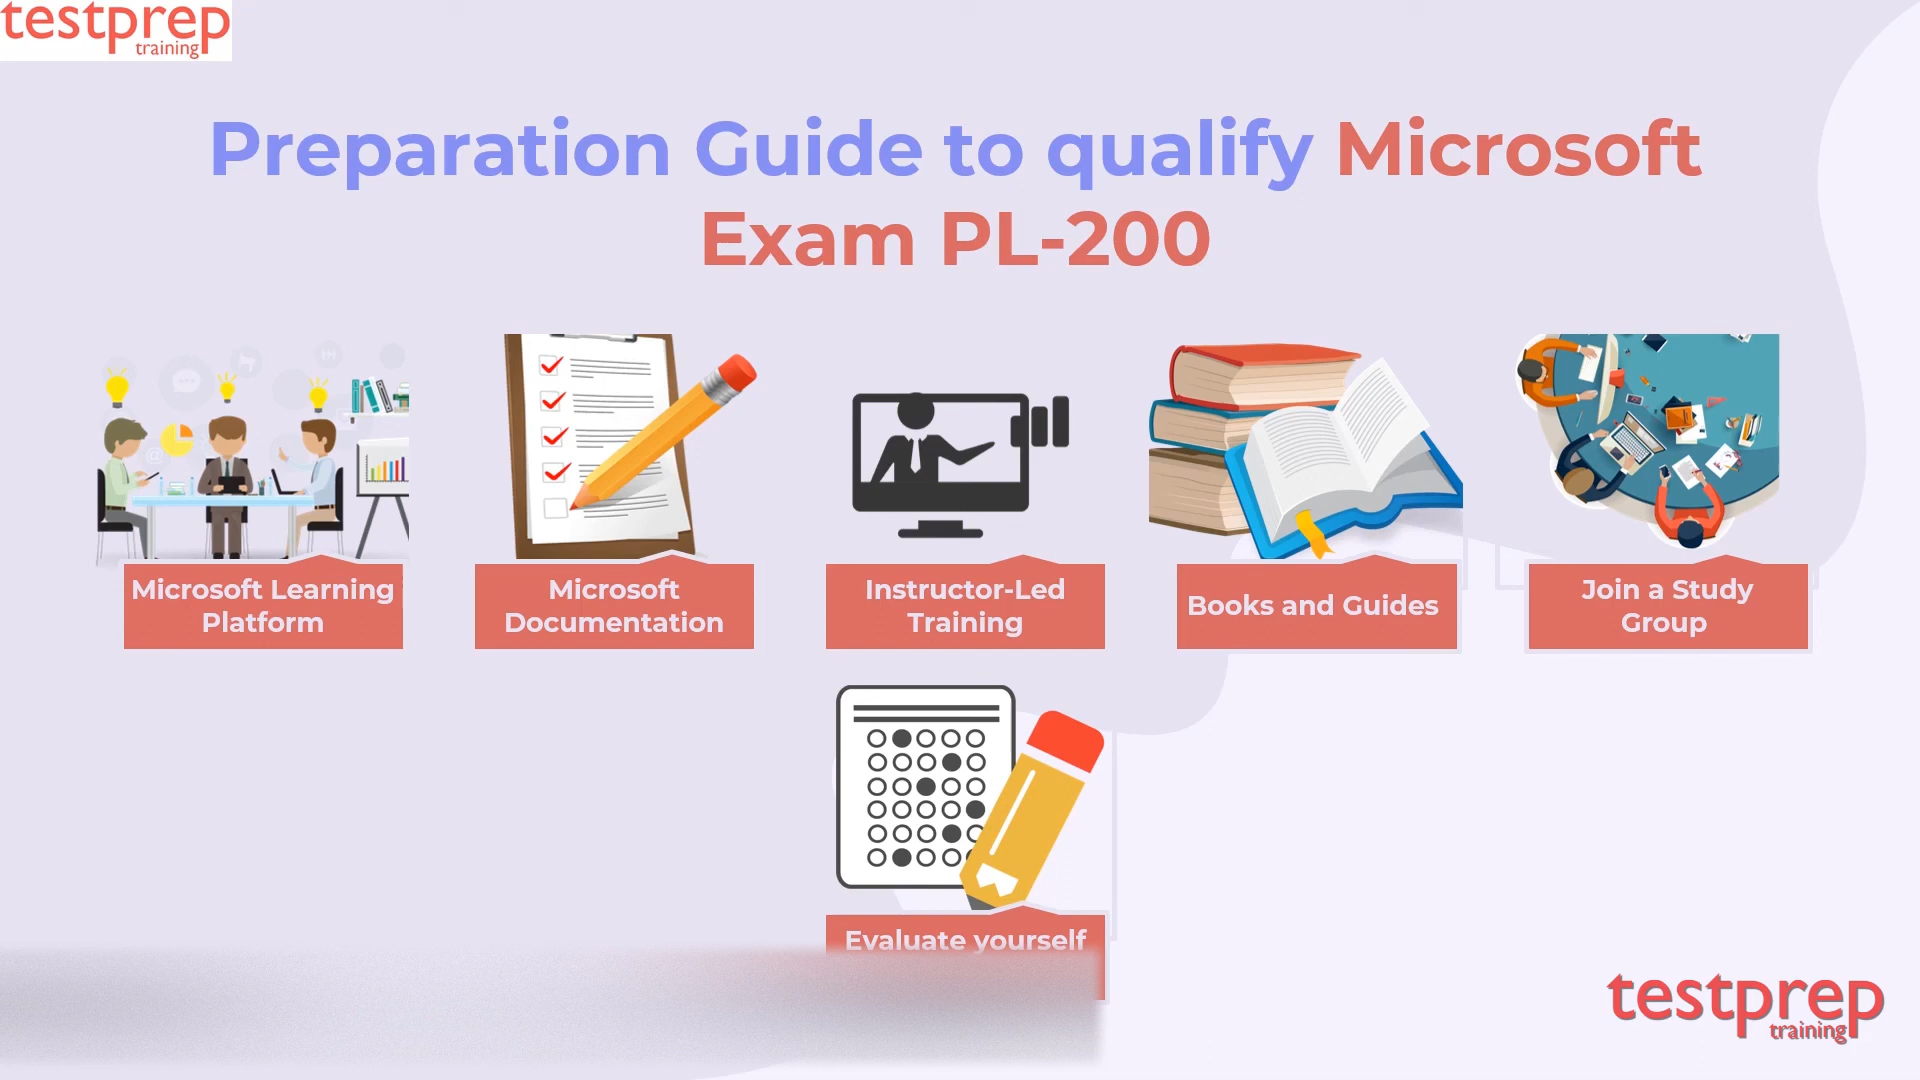 testprep
training
Preparation Guide to qualify Microsoft
Exam PL-200
Microsoft Learning
Platform
Microsoft
Documentation
Instructor-Led
Training
Books and Guides
Join a Study
Group
Evaluate yourself
testprep
training